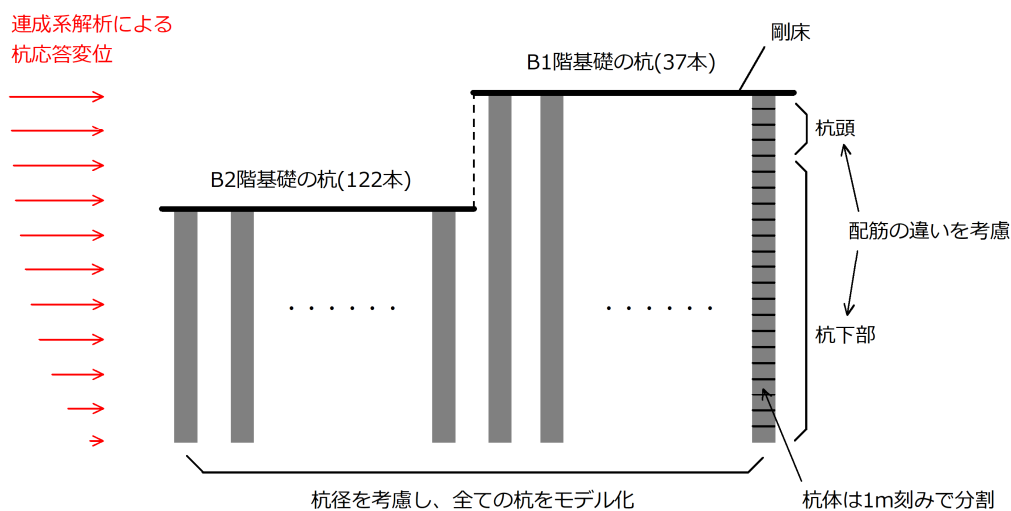 連成系解析による
杭応答変位
剛床
B1階基礎の杭(37本)
杭頭
B2階基礎の杭(122本)
配筋の違いを考慮
杭下部
杭径を考慮し、全ての杭をモデル化
杭体は1m刻みで分割